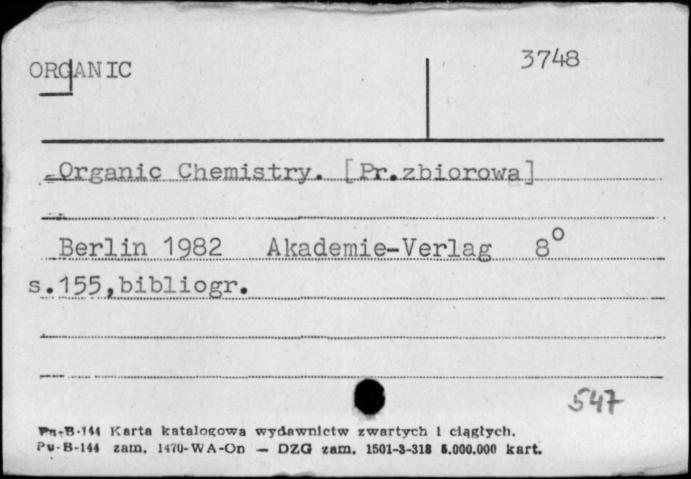 ORGANIC 3748
Organic Chemistry. [Pr.zbiorowa]
Berlin 1982 Akademie-Verlag 8°
s.155,bibliogr.
547
Pu-B-144 Karta katalogowa wydawnictw zwartych i ciągłych.
Pu-B-144 zam. 1470-WA-On — DZG zam. 1501-3-318 5.000.000 kart.